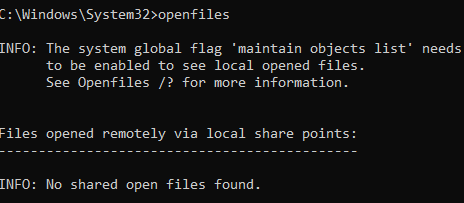 C:\Windows\System32>openfiles
INFO: The system global flag 'maintain objects list' needs
to be enabled to see local opened files.
See Openfiles /? for more information.
Files opened remotely via local share points:
---------------------------------------------
INFO: No shared open files found.